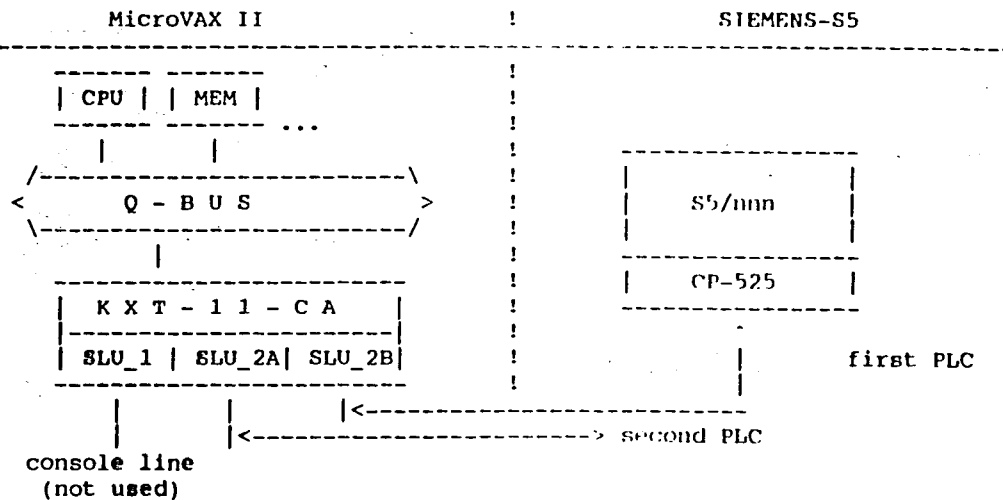 MicroVAX II ! SIEMENS-S5
| CPU | | MEM |
...
< Q - B U S >
| S5/nnn |
| K X T - 1 1 - C A |
| CP-525 |
| SLU_1 | SLU_2A| SLU_2B|
first PLC
second PLC
console line
(not used)